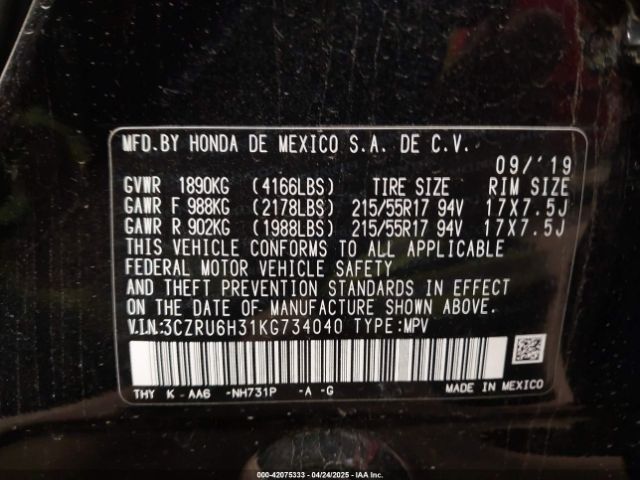 MFD.BY HONDA DE MEXICO S.A. DE C.V.
09/'19
GVWR 1890KG (4166LBS) TIRE SIZE RIM SIZE
GAWR F 988KG (2178LBS) 215/55R17 94V 17X7.5J
GAWR R 902KG (1988LBS) 215/55R17 94V 17X7.5J
THIS VEHICLE CONFORMS TO ALL APPLICABLE
FEDERAL MOTOR VEHICLE SAFETY
AND THEFT PREVENTION STANDARDS IN EFFECT
ON THE DATE OF MANUFACTURE SHOWN ABOVE.
V.I.N.:3CZRU6H31KG734040 TYPE:MPV
THY K -AA6 -NH731P -A -G MADE IN MEXICO
000-42075333 - 04/24/2025 - IAA Inc.